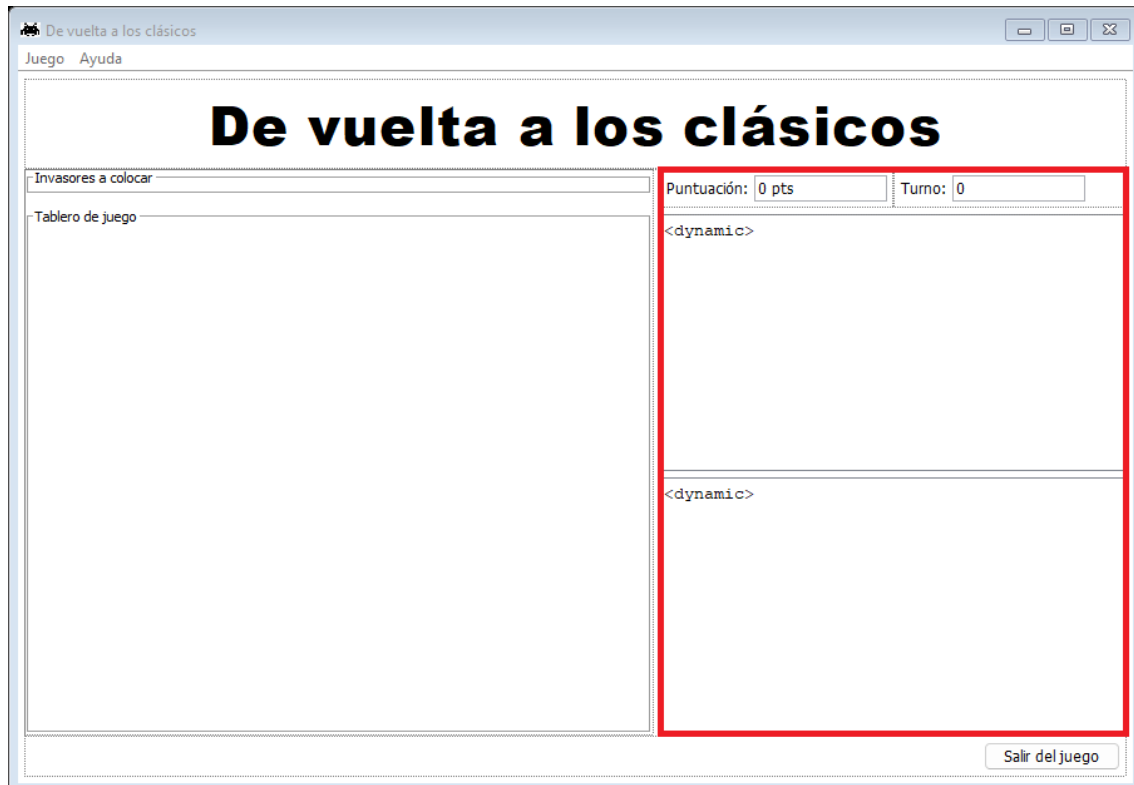 De vuelta a los clásicos
Juego Ayuda
De vuelta a los clásicos
Invasores a colocar
Puntuación: 0 pts Turno: 0
Tablero de juego
<dynamic>
<dynamic>
Salir del juego